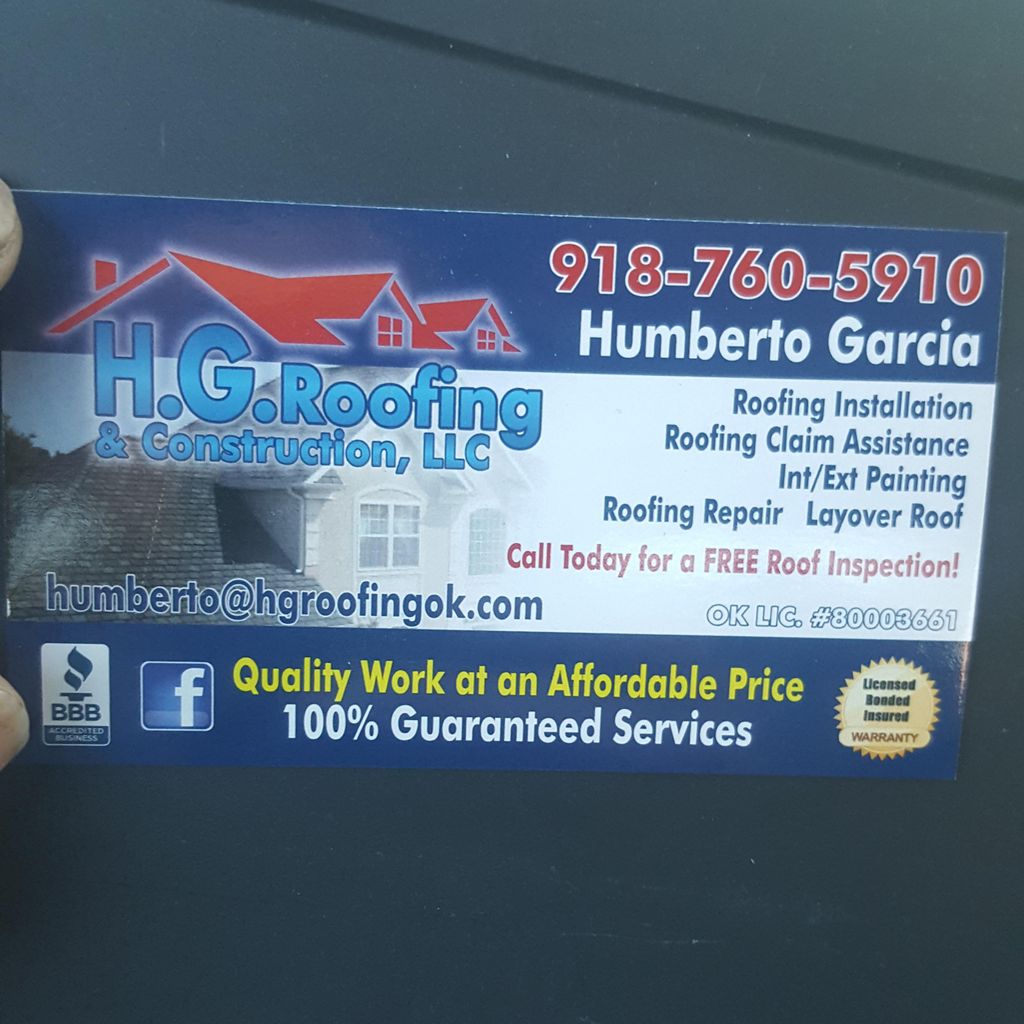 918-760-5910
Humberto Garcia
H.G.Roofing
& Construction, LLC
Roofing Installation
Roofing Claim Assistance
Int/Ext Painting
Roofing Repair Layover Roof
Call Today for a FREE Roof Inspection!
humberto@hgroofingok.com
OK LIC. #80003661
BBB
ACCREDITED
BUSINESS
f
Quality Work at an Affordable Price
100% Guaranteed Services
Licensed
Bonded
Insured
WARRANTY